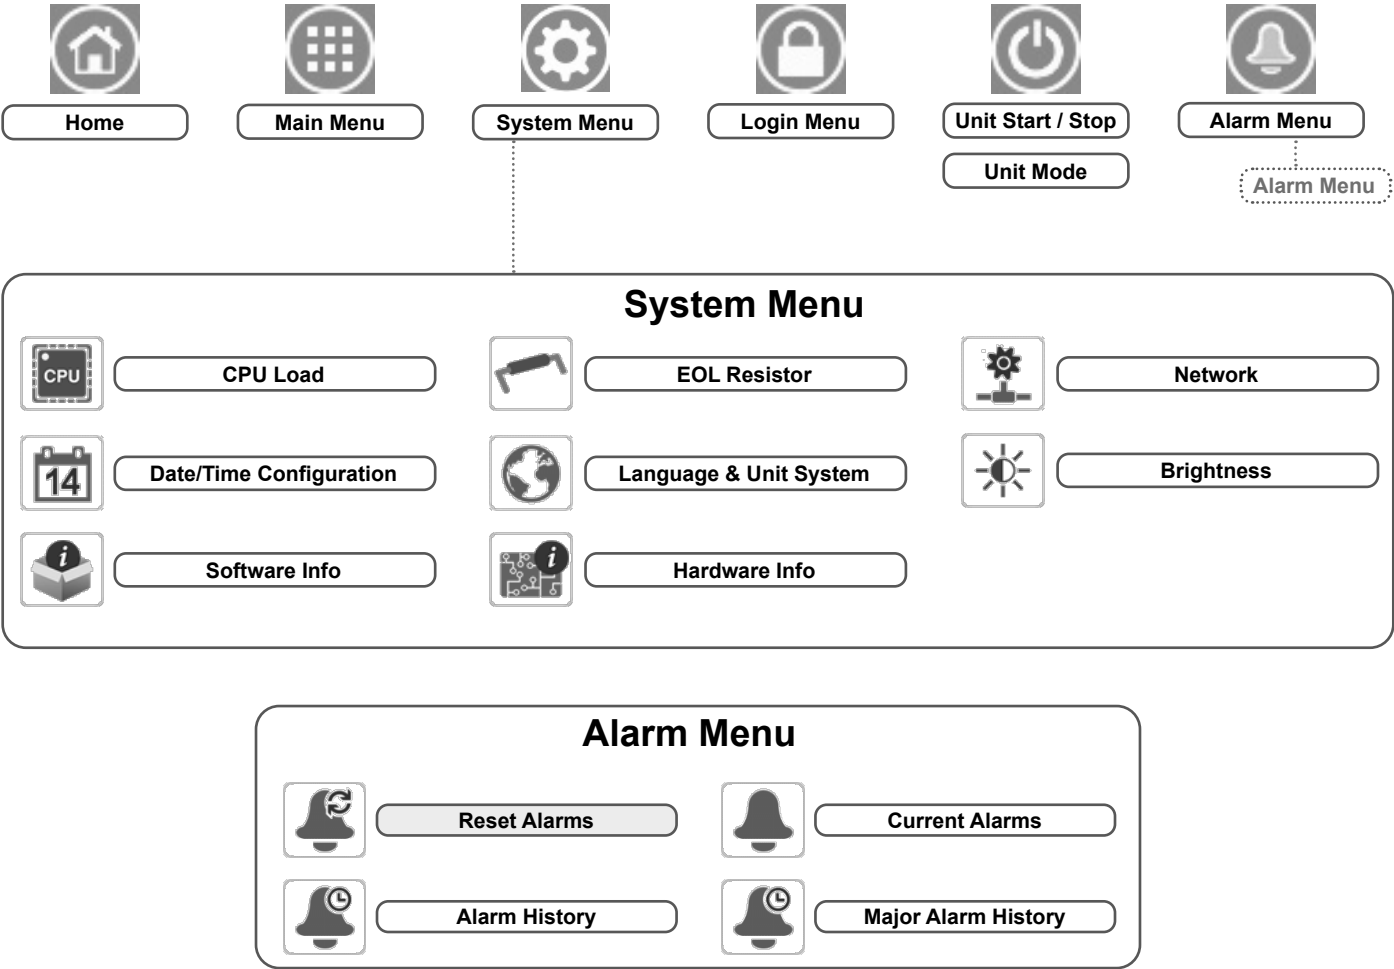 Home
Main Menu
System Menu
Login Menu
Unit Start / Stop
Alarm Menu
Unit Mode
Alarm Menu
System Menu
CPU
CPU Load
EOL Resistor
Network
14
Date/Time Configuration
Language & Unit System
Brightness
i
Software Info
i
Hardware Info
Alarm Menu
Reset Alarms
Current Alarms
Alarm History
Major Alarm History